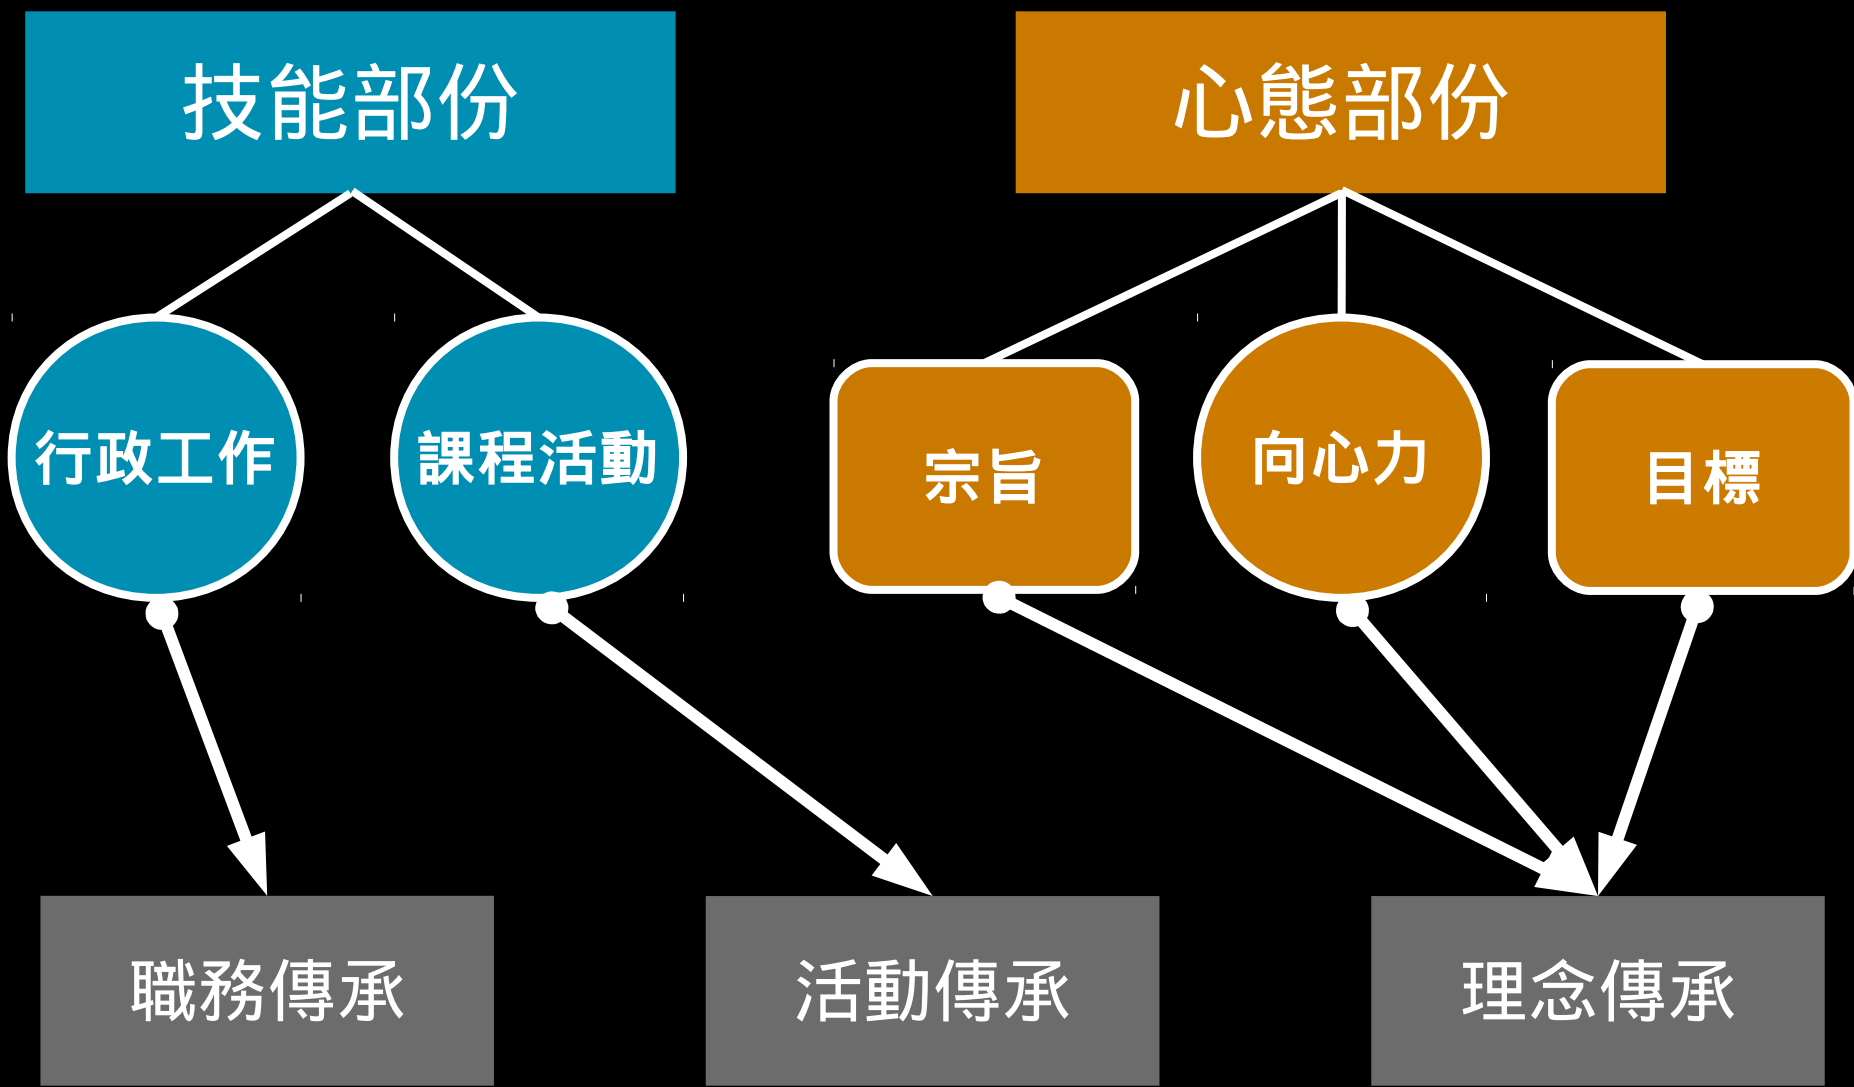 技能部份
心態部份
行政工作
課程活動
宗旨
向心力
目標
職務傳承
活動傳承
理念傳承